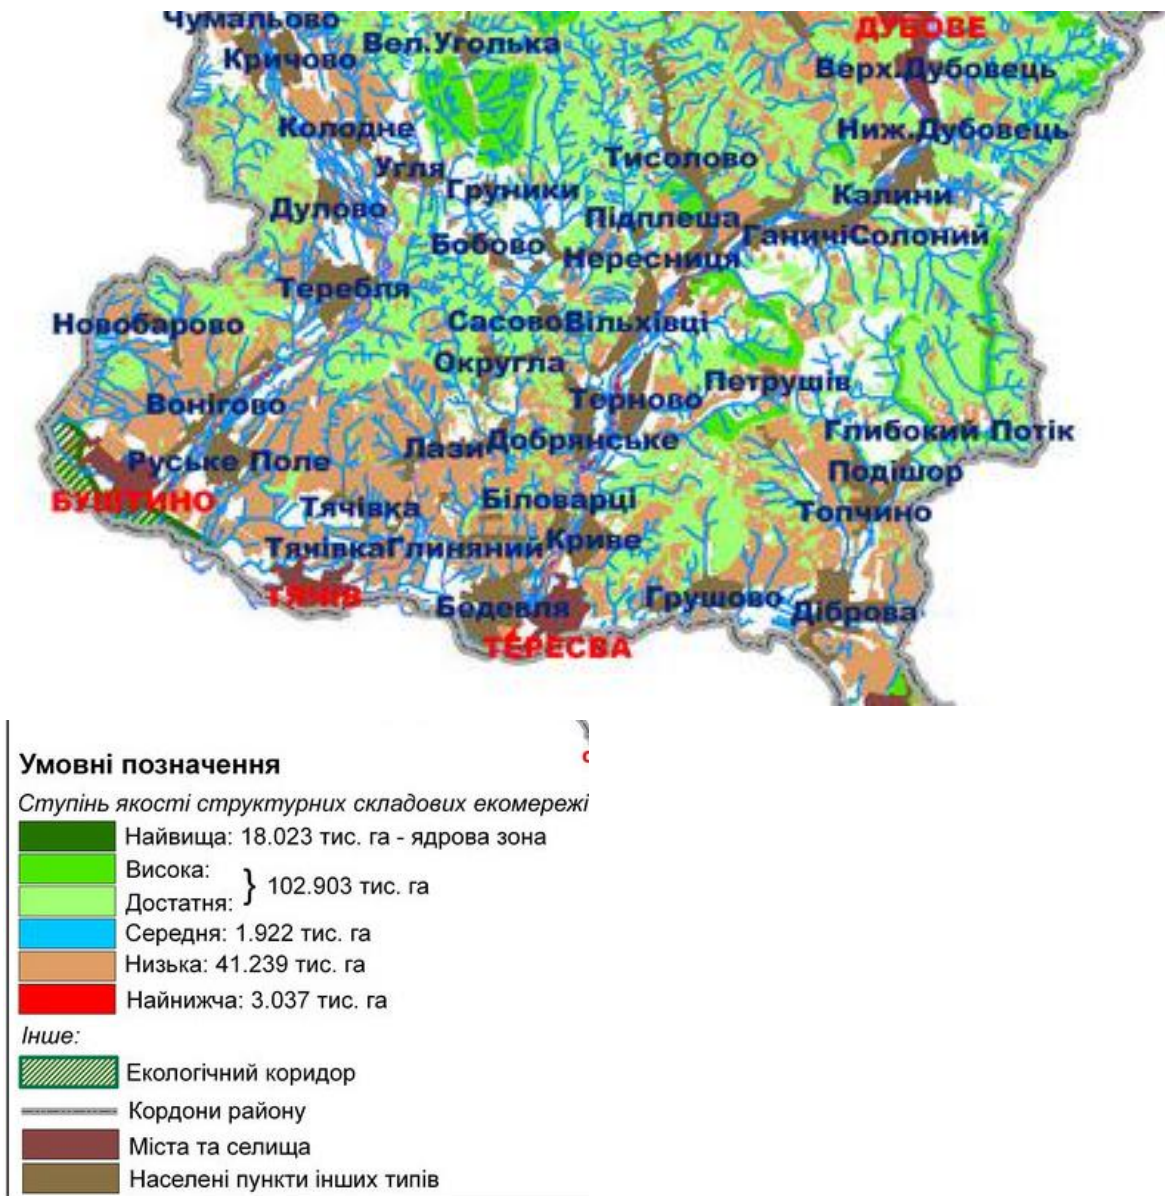 Чумальово
ДУБОВЕ
Вел.Уголька
Кричово
Верх.Дубовець
Колодне
Ниж.Дубовець
Тисолово
Угля
Груники
Калини
Дулово
Підплеша
Ганичі Солоний
Бобово
Нересниця
Теребля
Новобарово
Сасово Вільхівці
Округла
Петрушів
Вонігово
Терново
Глибокий Потік
Лази Добрянське
Руське Поле
Подішор
БУШТИНО
Тячівка
Біловарці
Топчино
Тячівка Глиняний Криве
ТЯЧІВ
Бедевля
Грушово
Діброва
ТЕРЕСВА
Умовні позначення
Ступінь якості структурних складових екомережі
Найвища: 18.023 тис. га - ядрова зона
Висока:
} 102.903 тис. га
Достатня:
Середня: 1.922 тис. га
Низька: 41.239 тис. га
Найнижча: 3.037 тис. га
Інше:
Екологічний коридор
Кордони району
Міста та селища
Населені пункти інших типів